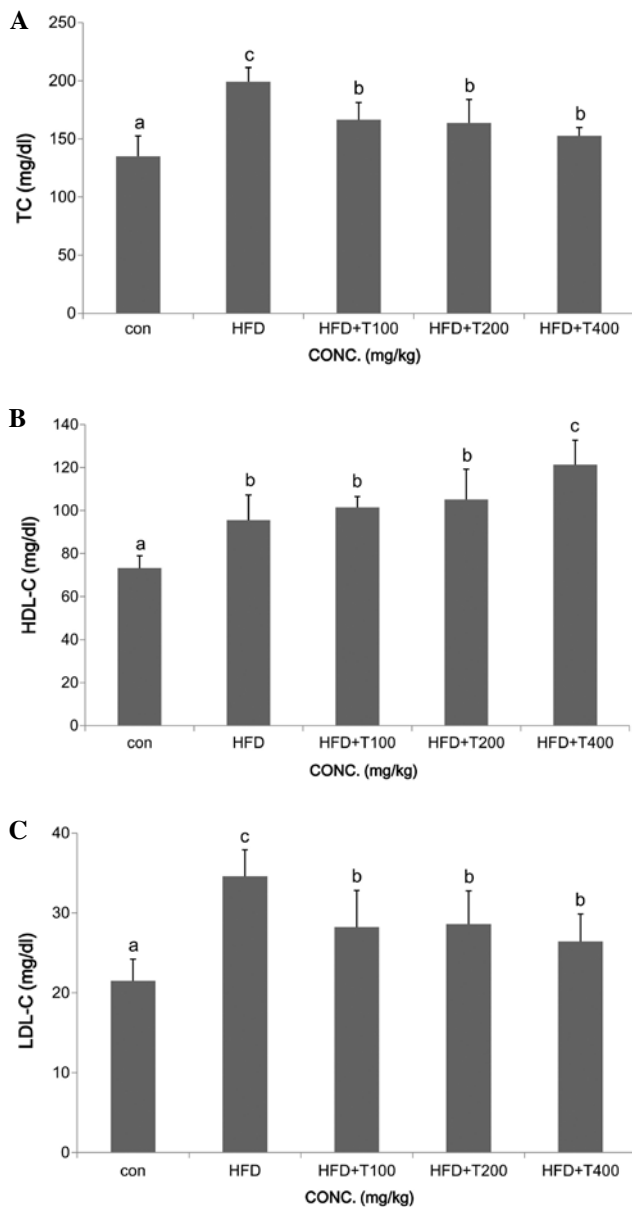 A
250
200
150
100
50
0
TC (mg/dl)
a
c
b
b
b
con HFD HFD+T100 HFD+T200 HFD+T400
CONC. (mg/kg)
B
140
120
100
80
60
40
20
0
HDL-C (mg/dl)
a
b
b
b
c
con HFD HFD+T100 HFD+T200 HFD+T400
CONC. (mg/kg)
C
40
30
20
10
0
LDL-C (mg/dl)
a
c
b
b
b
con HFD HFD+T100 HFD+T200 HFD+T400
CONC. (mg/kg)